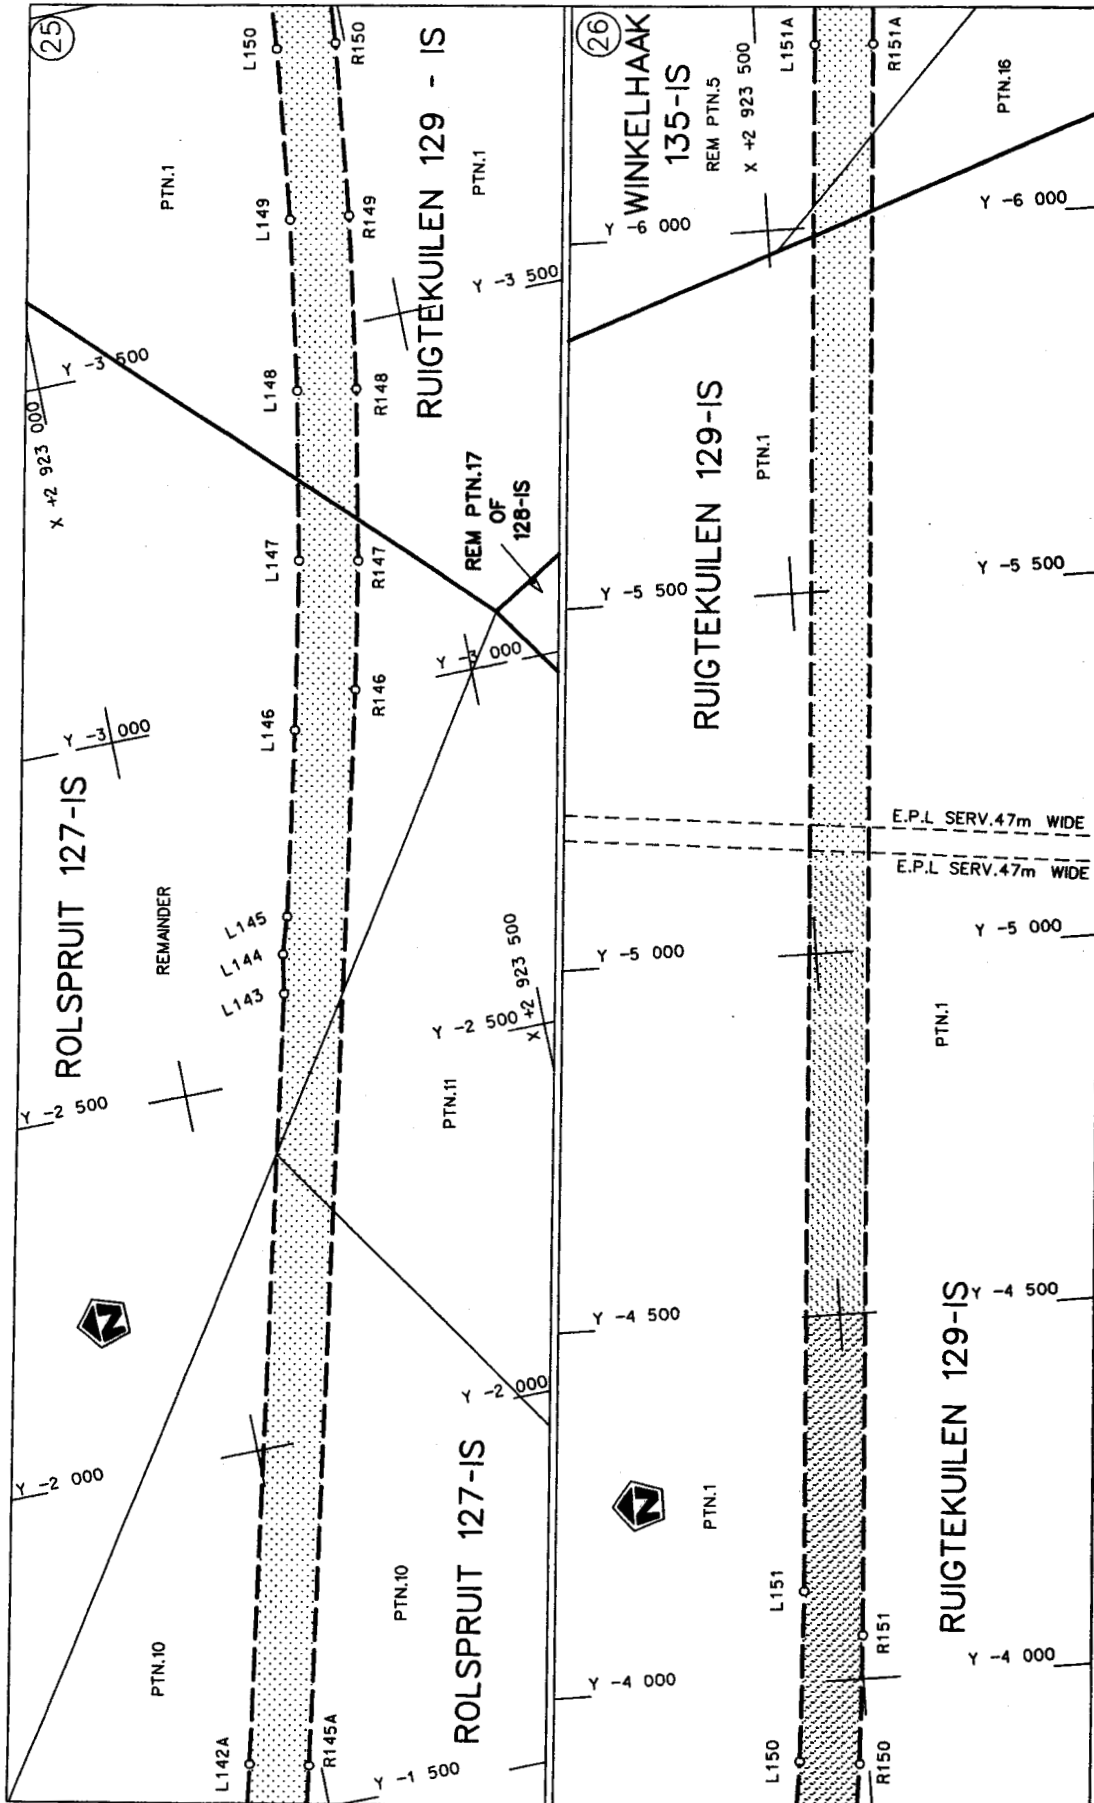 25
L150
R150
PTN.1
L149
R149
RUIGTEKUILEN 129 - IS
PTN.1
Y -3 500
Y -3 500
X +2 923 000
L148
R148
REM PTN.17
OF
128-IS
L147
R147
Y -3 000
R146
L146
Y -3 000
ROLSPRUIT 127-IS
REMAINDER
L145
L144
L143
X +2 923 500
Y -2 500
Y -2 500
PTN.11
N
Y -2 000
Y -2 000
ROLSPRUIT 127-IS
PTN.10
PTN.10
L142A
R145A
Y -1 500
26
WINKELHAAK
135-IS
REM PTN.5
X +2 923 500
L151A
R151A
PTN.16
Y -6 000
Y -6 000
RUIGTEKUILEN 129-IS
PTN.1
Y -5 500
Y -5 500
E.P.L SERV.47m WIDE
E.P.L SERV.47m WIDE
Y -5 000
Y -5 000
PTN.1
Y -4 500
Y -4 500
RUIGTEKUILEN 129-IS
N
PTN.1
L151
R151
Y -4 000
Y -4 000
L150
R150